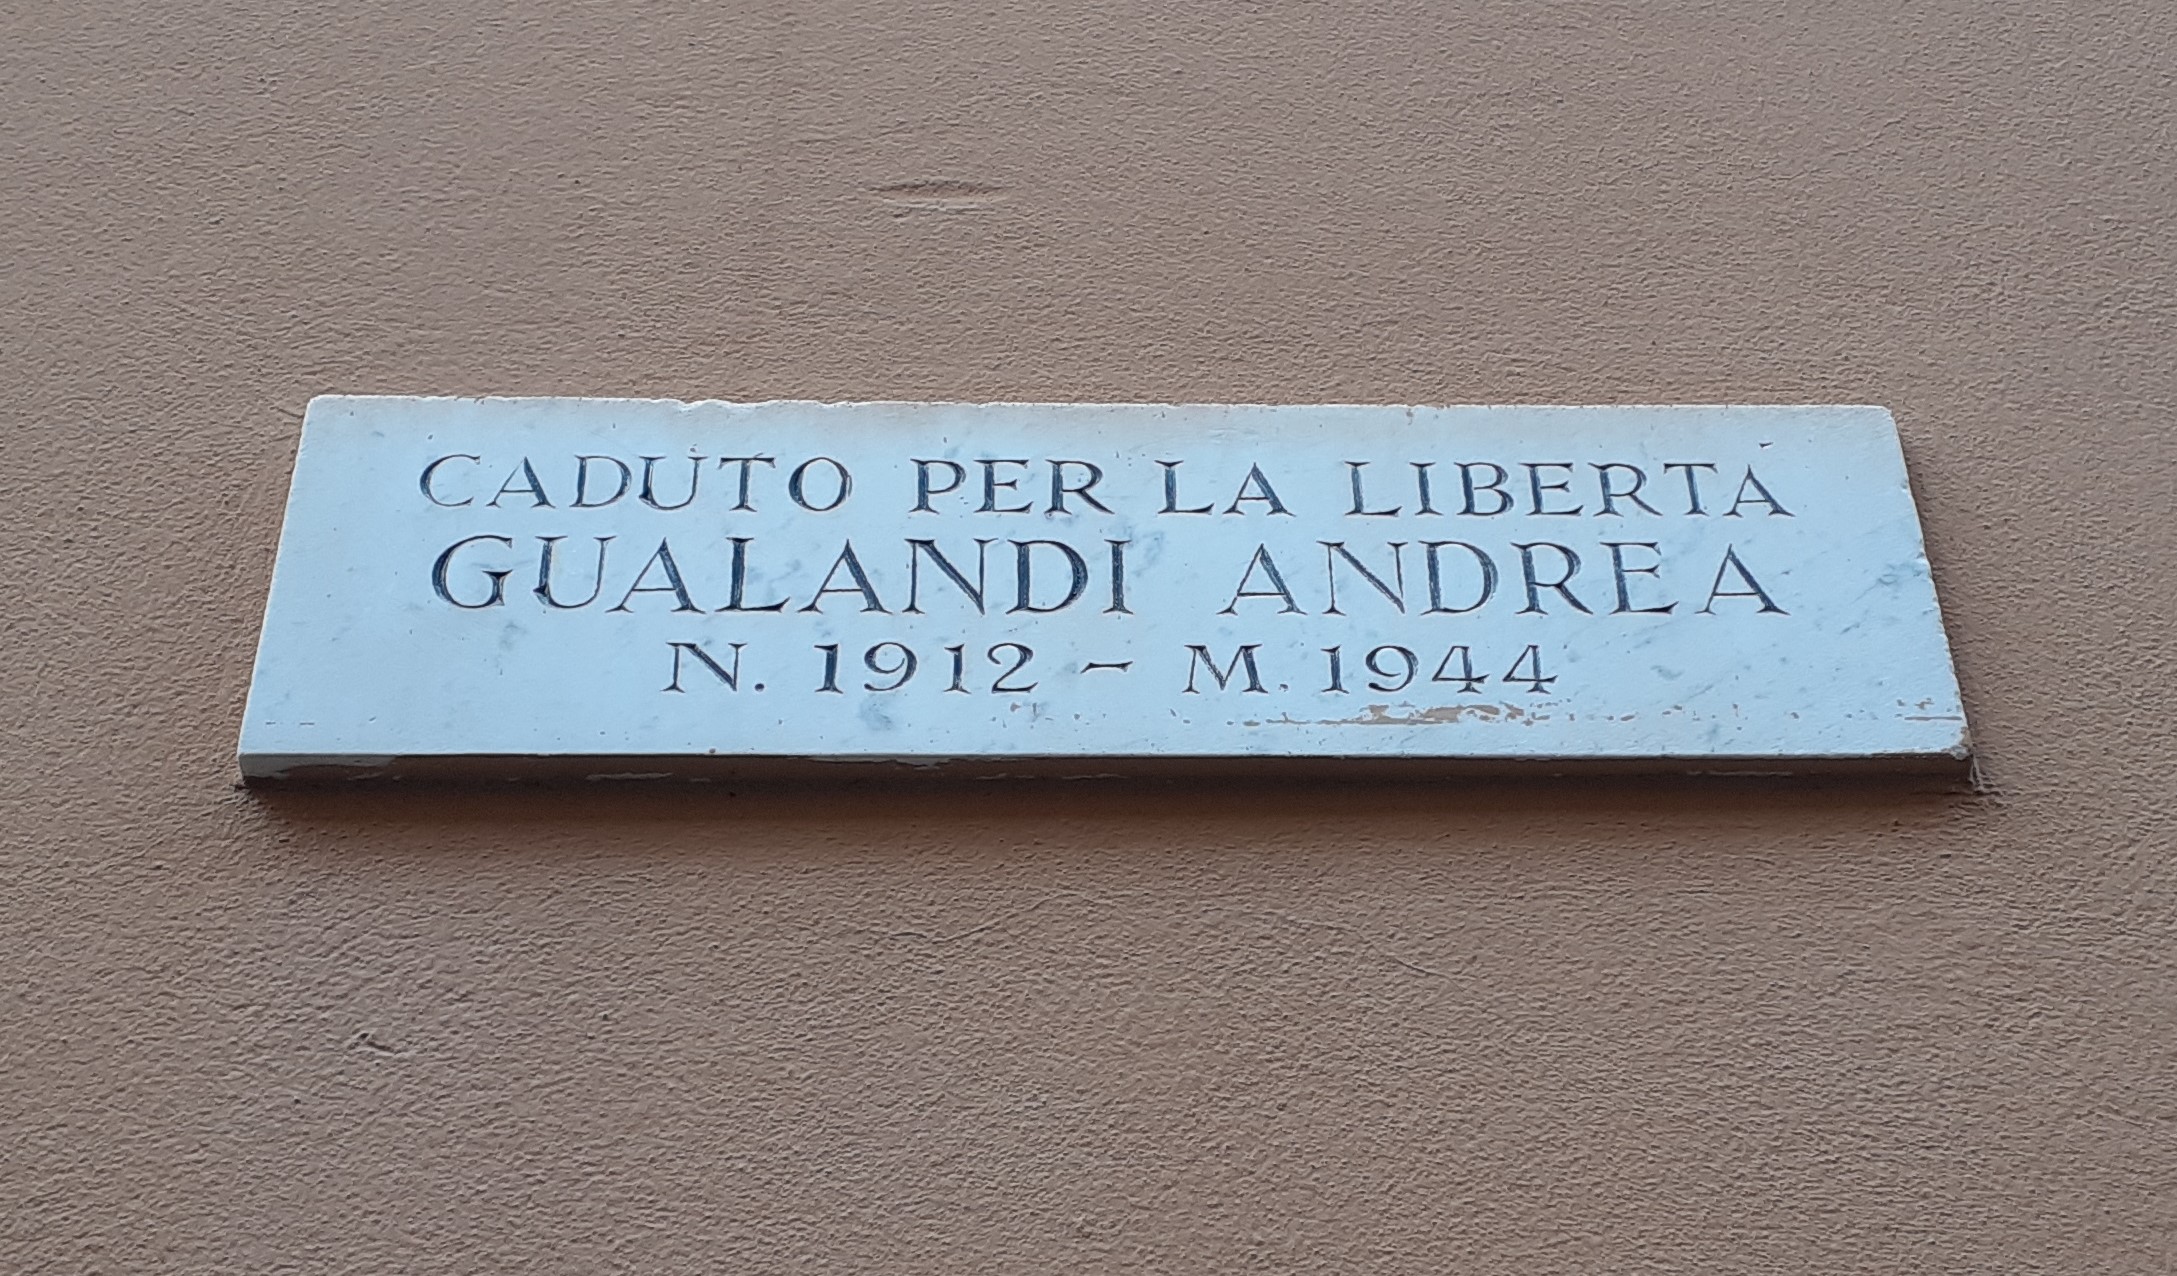 CADUTO PER LA LIBERTÀ
GUALANDI ANDREA
N. 1912 - M. 1944